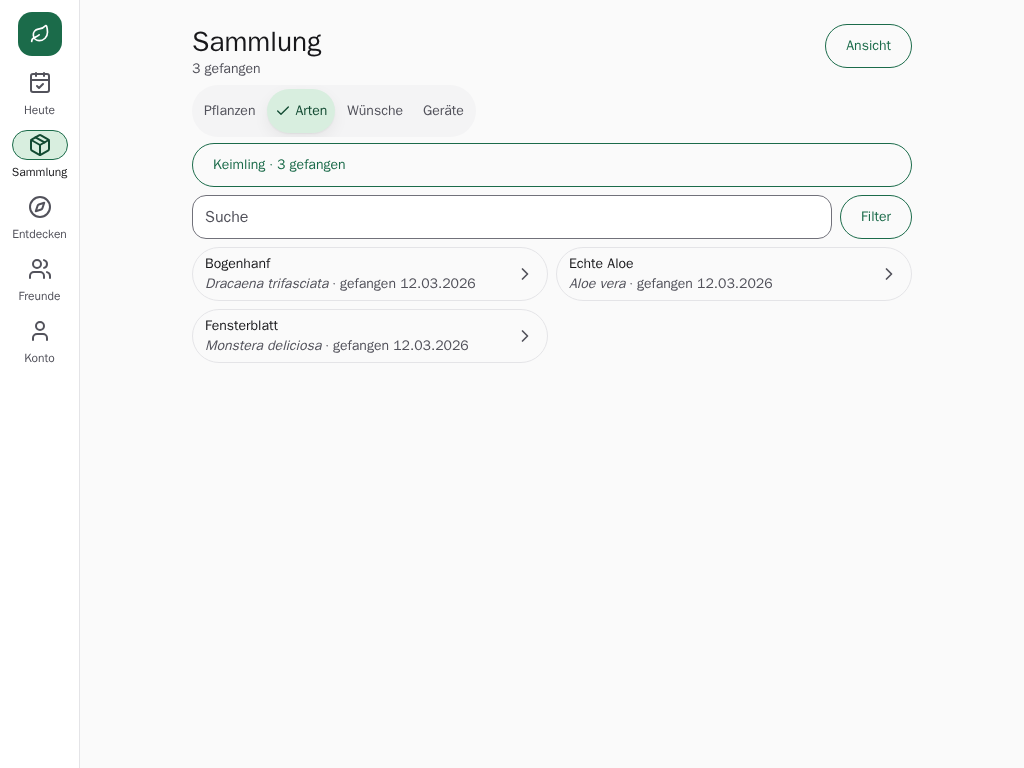 Heute
Sammlung
Entdecken
Freunde
Konto
Sammlung
3 gefangen
Ansicht
Pflanzen
Arten
Wünsche
Geräte
Keimling · 3 gefangen
Suche
Filter
Bogenhanf
Dracaena trifasciata · gefangen 12.03.2026
Echte Aloe
Aloe vera · gefangen 12.03.2026
Fensterblatt
Monstera deliciosa · gefangen 12.03.2026